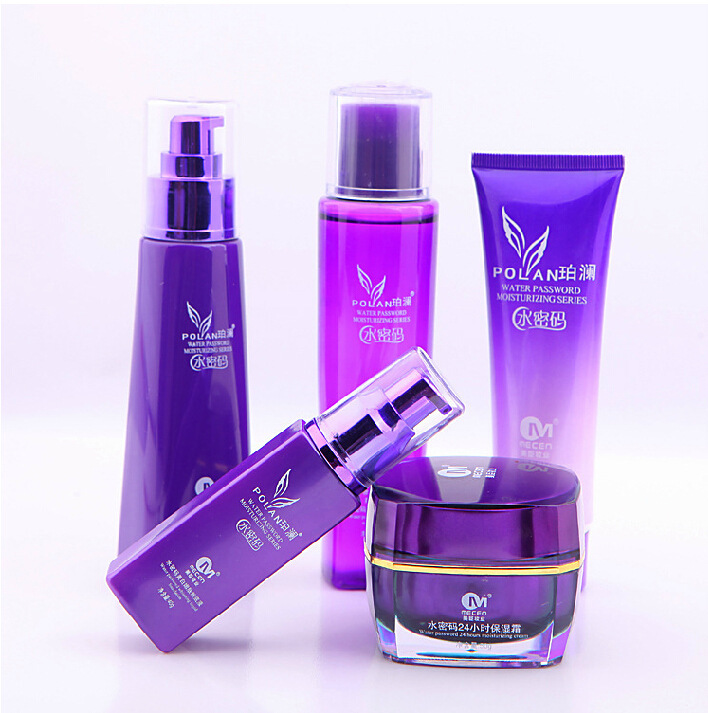 POLAN珀澜®
WATER PASSWORD
MOISTURIZING SERIES
水密码
POLAN珀澜®
WATER PASSWORD
MOISTURIZING SERIES
水密码
POLAN珀澜®
WATER PASSWORD
MOISTURIZING SERIES
水密码
MECEN
POLAN珀澜®
WATER PASSWORD
MOISTURIZING SERIES
水密码
MECEN
MECEN
水密码24小时保湿霜
Water password 24hours moisturizing cream